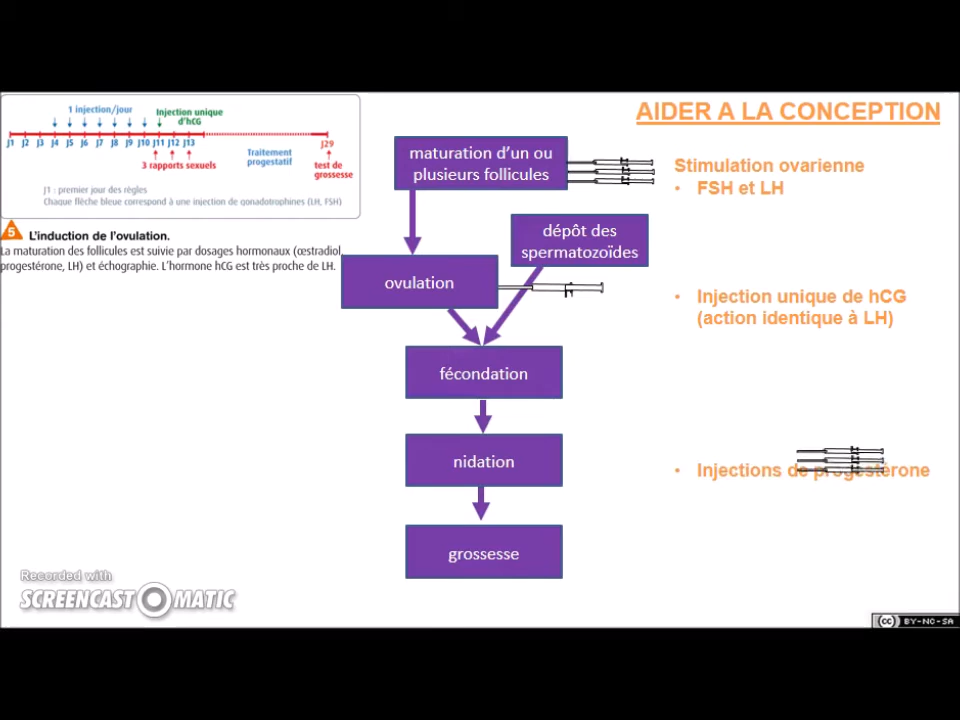 1 injection/jour
Injection unique
d'hCG
J1 J2 J3 J4 J5 J6 J7 J8 J9 J10 J11 J12 J13
J29
3 rapports sexuels
Traitement
progestatif
test de
grossesse
J1 : premier jour des règles
Chaque flèche bleue correspond à une injection de gonadotrophines (LH, FSH)
5 L'induction de l'ovulation.
La maturation des follicules est suivie par dosages hormonaux (œstradiol,
progestérone, LH) et échographie. L'hormone hCG est très proche de LH.
AIDER A LA CONCEPTION
maturation d'un ou
plusieurs follicules
Stimulation ovarienne
• FSH et LH
dépôt des
spermatozoïdes
ovulation
• Injection unique de hCG
(action identique à LH)
fécondation
nidation
• Injections de progestérone
grossesse
Recorded with
SCREENCAST O MATIC
cc BY-NC-SA